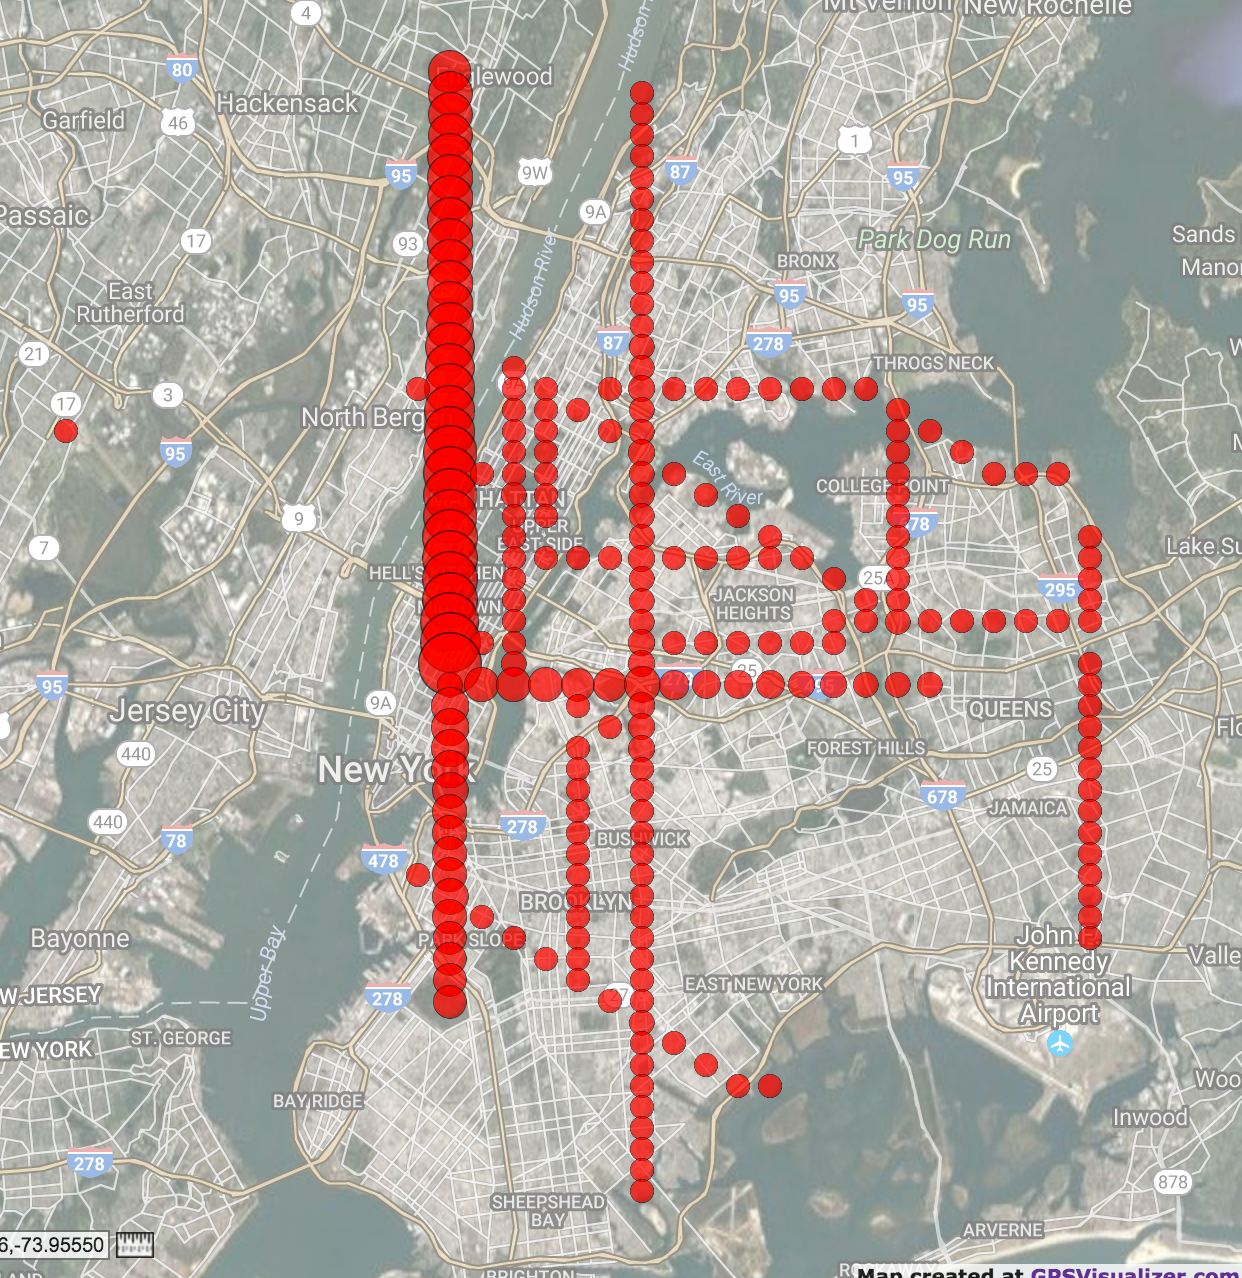 4
Mt Vernon
New Rochelle
Hudson
80
Englewood
Hackensack
Garfield
46
1
95
9W
87
95
Passaic
9A
17
93
Park Dog Run
Sands
Manor
BRONX
East
Rutherford
Hudson River
95
95
21
87
278
THROGS NECK
17
3
North Berg
95
East River
COLLEGE POINT
9
HATTAN
UPPER
EAST SIDE
78
7
Lake Su
HELL'S
25A
295
JACKSON
HEIGHTS
95
25
Jersey City
9A
QUEENS
440
FOREST HILLS
New York
25
678
JAMAICA
440
78
278
BUSHWICK
478
BROOKLYN
Bayonne
PARK SLOPE
John F
Kennedy
International
Airport
Valle
EAST NEW YORK
W JERSEY
278
27
Upper Bay
ST. GEORGE
EW YORK
Woo
BAY RIDGE
Inwood
278
878
SHEEPSHEAD
BAY
ARVERNE
6,-73.95550
BRIGHTON
ROCKAWAY
Map created at GPSVisualizer.com